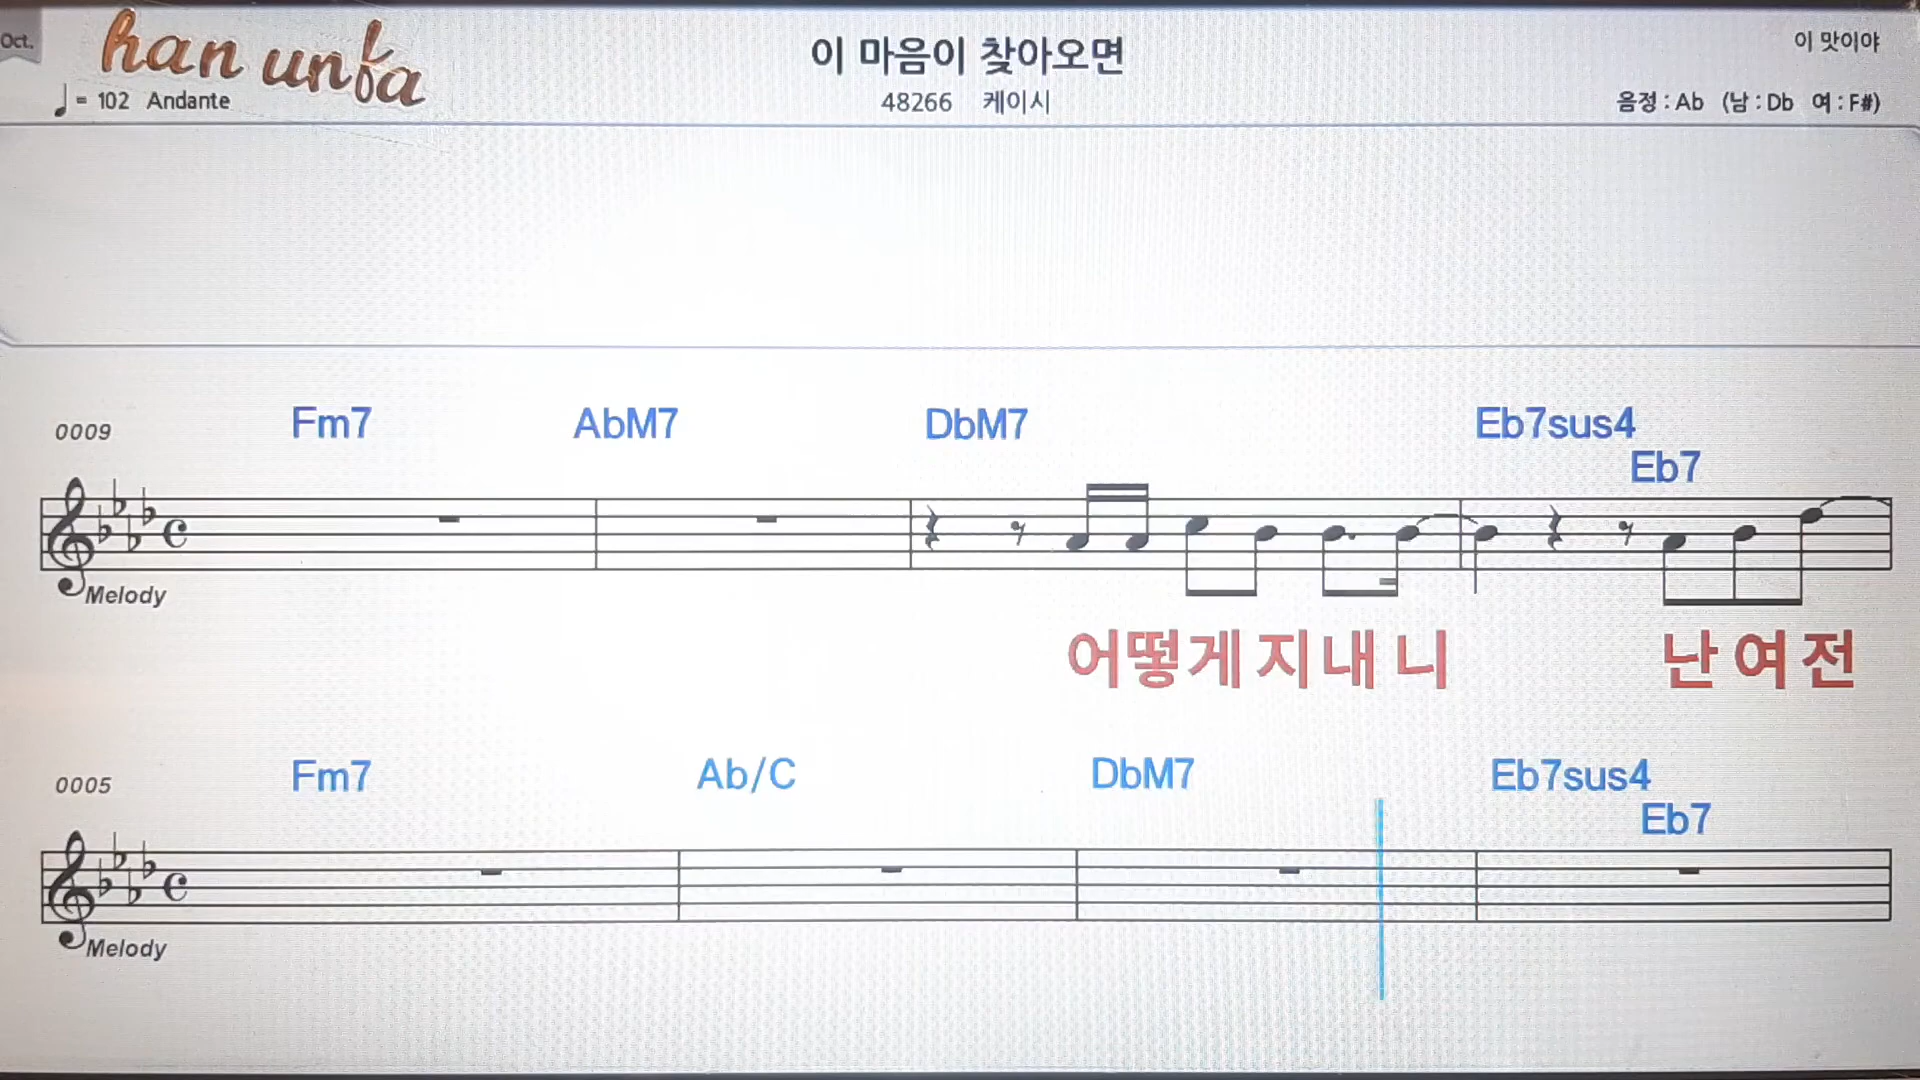 Oct.
han unfa
이 마음이 찾아오면
이 맛이야
= 102 Andante
48266 케이시
음정 : Ab (남 : Db 여 : F#)
0009 Fm7 AbM7 DbM7 Eb7sus4
Eb7
Melody
어떻게 지내 니 난 여 전
0005 Fm7 Ab/C DbM7 Eb7sus4
Eb7
Melody